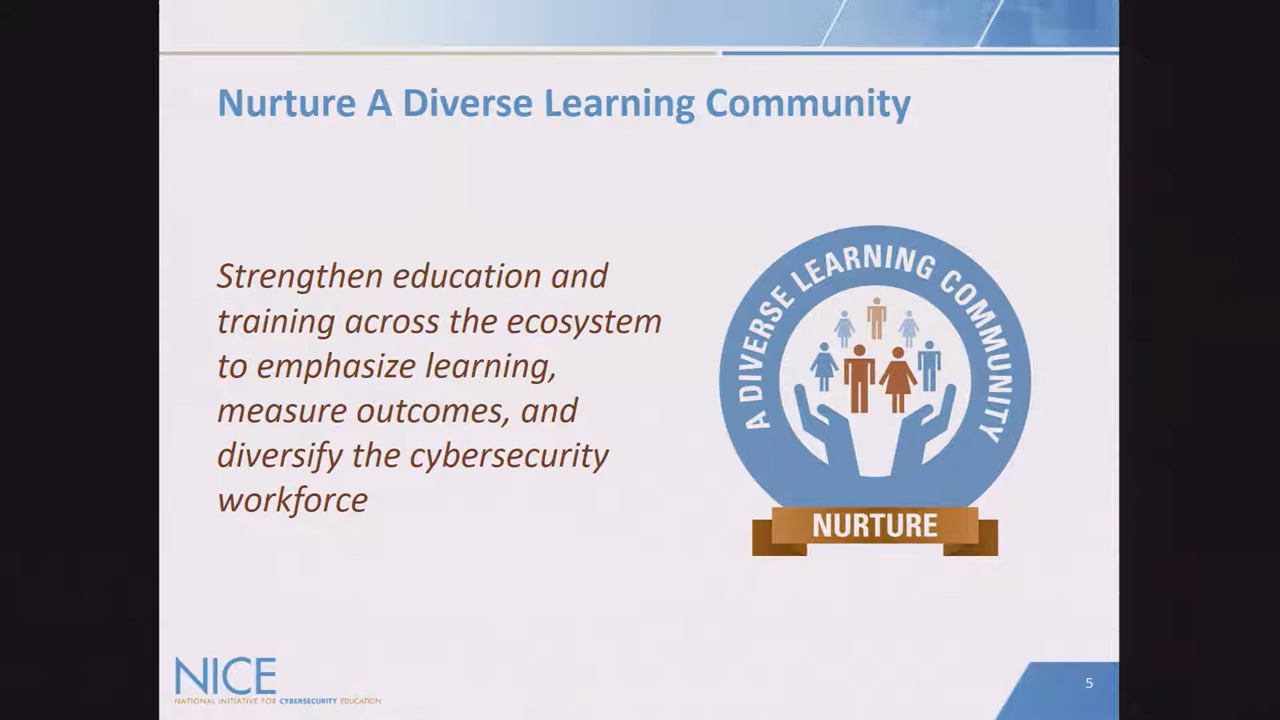 Nurture A Diverse Learning Community
Strengthen education and
training across the ecosystem
to emphasize learning,
measure outcomes, and
diversify the cybersecurity
workforce
A DIVERSE LEARNING COMMUNITY
NURTURE
NICE
NATIONAL INITIATIVE FOR CYBERSECURITY EDUCATION
5